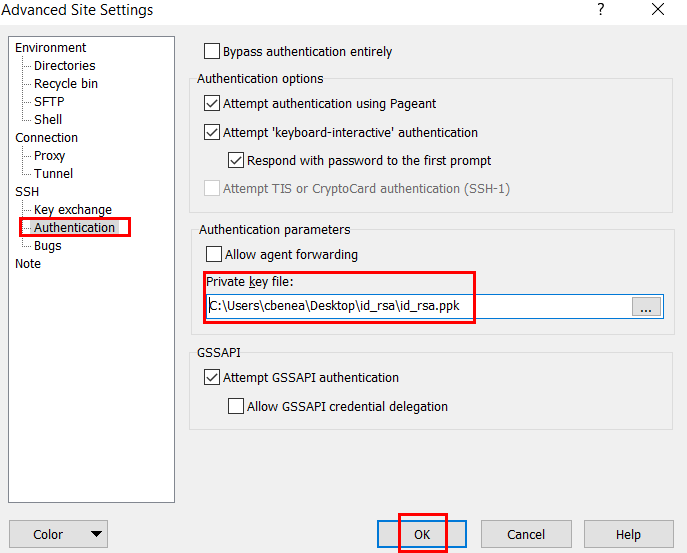 Advanced Site Settings
?
Environment
Directories
Recycle bin
SFTP
Shell
Connection
Proxy
Tunnel
SSH
Key exchange
Authentication
Bugs
Note
Bypass authentication entirely
Authentication options
Attempt authentication using Pageant
Attempt 'keyboard-interactive' authentication
Respond with password to the first prompt
Attempt TIS or CryptoCard authentication (SSH-1)
Authentication parameters
Allow agent forwarding
Private key file:
C:\Users\cbenea\Desktop\id_rsa\id_rsa.ppk
...
GSSAPI
Attempt GSSAPI authentication
Allow GSSAPI credential delegation
Color
OK
Cancel
Help